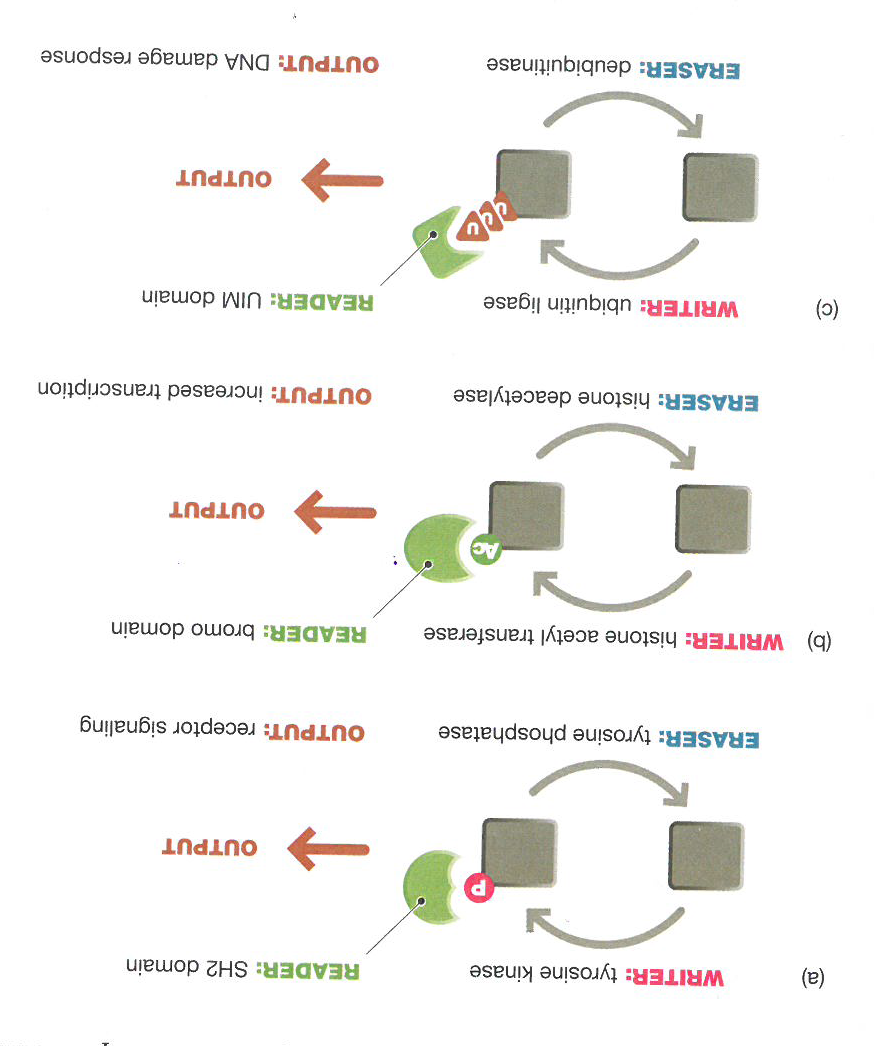 (a) WRITER: tyrosine kinase READER: SH2 domain
P
OUTPUT
ERASER: tyrosine phosphatase OUTPUT: receptor signaling
(b) WRITER: histone acetyl transferase READER: bromo domain
Ac
OUTPUT
ERASER: histone deacetylase OUTPUT: increased transcription
(c) WRITER: ubiquitin ligase READER: UIM domain
U U U
OUTPUT
ERASER: deubiquitinase OUTPUT: DNA damage response